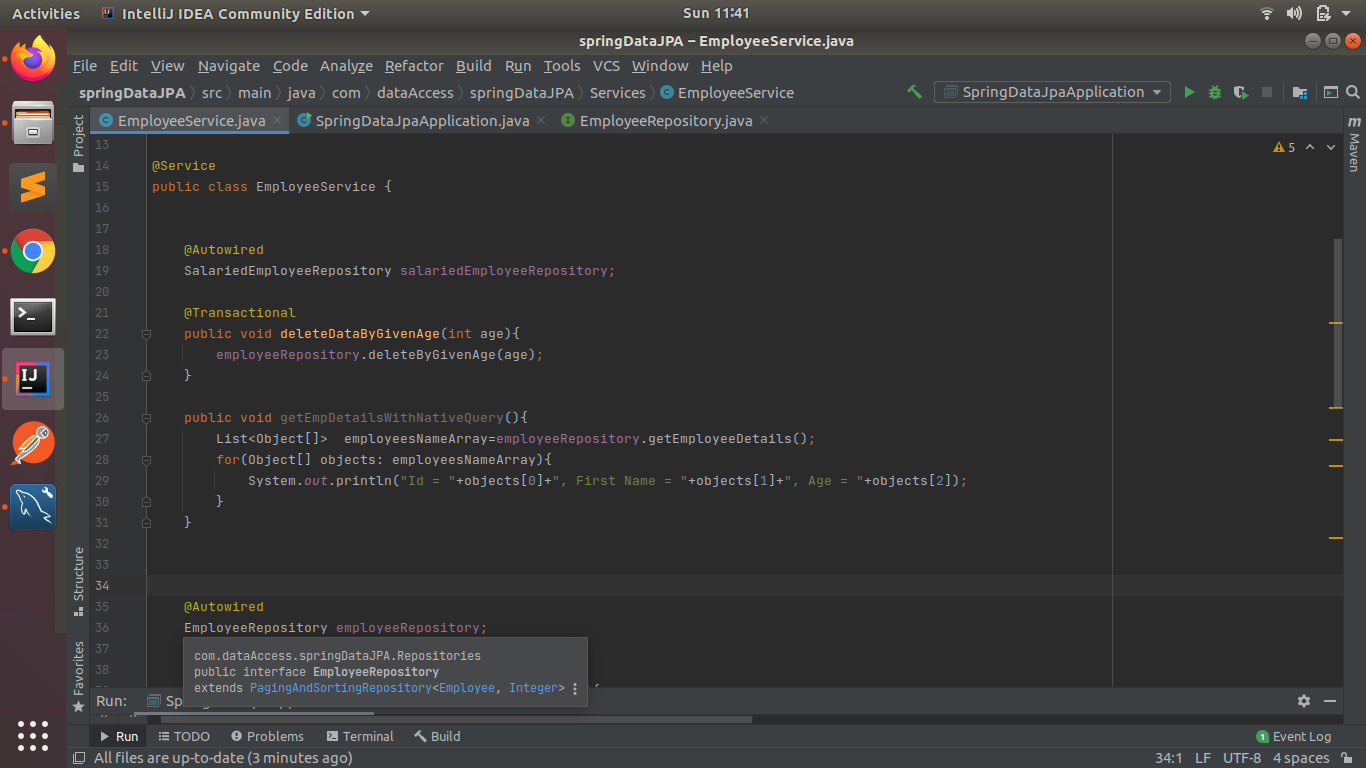 Activities IntelliJ IDEA Community Edition Sun 11:41
springDataJPA – EmployeeService.java
File Edit View Navigate Code Analyze Refactor Build Run Tools VCS Window Help
springDataJPA src main java com dataAccess springDataJPA Services EmployeeService SpringDataJpaApplication
EmployeeService.java SpringDataJpaApplication.java EmployeeRepository.java
Project
Structure
Favorites
m Maven
5
13
14 @Service
15 public class EmployeeService {
16
17
18 @Autowired
19 SalariedEmployeeRepository salariedEmployeeRepository;
20
21 @Transactional
22 public void deleteDataByGivenAge(int age){
23 employeeRepository.deleteByGivenAge(age);
24 }
25
26 public void getEmpDetailsWithNativeQuery(){
27 List<Object[]>  employeesNameArray=employeeRepository.getEmployeeDetails();
28 for(Object[] objects: employeesNameArray){
29 System.out.println("Id = "+objects[0]+", First Name = "+objects[1]+", Age = "+objects[2]);
30 }
31 }
32
33
34
35 @Autowired
36 EmployeeRepository employeeRepository;
37
38
com.dataAccess.springDataJPA.Repositories
public interface EmployeeRepository
extends PagingAndSortingRepository<Employee, Integer>
{
Run: Sp
Run TODO Problems Terminal Build 1 Event Log
All files are up-to-date (3 minutes ago) 34:1 LF UTF-8 4 spaces